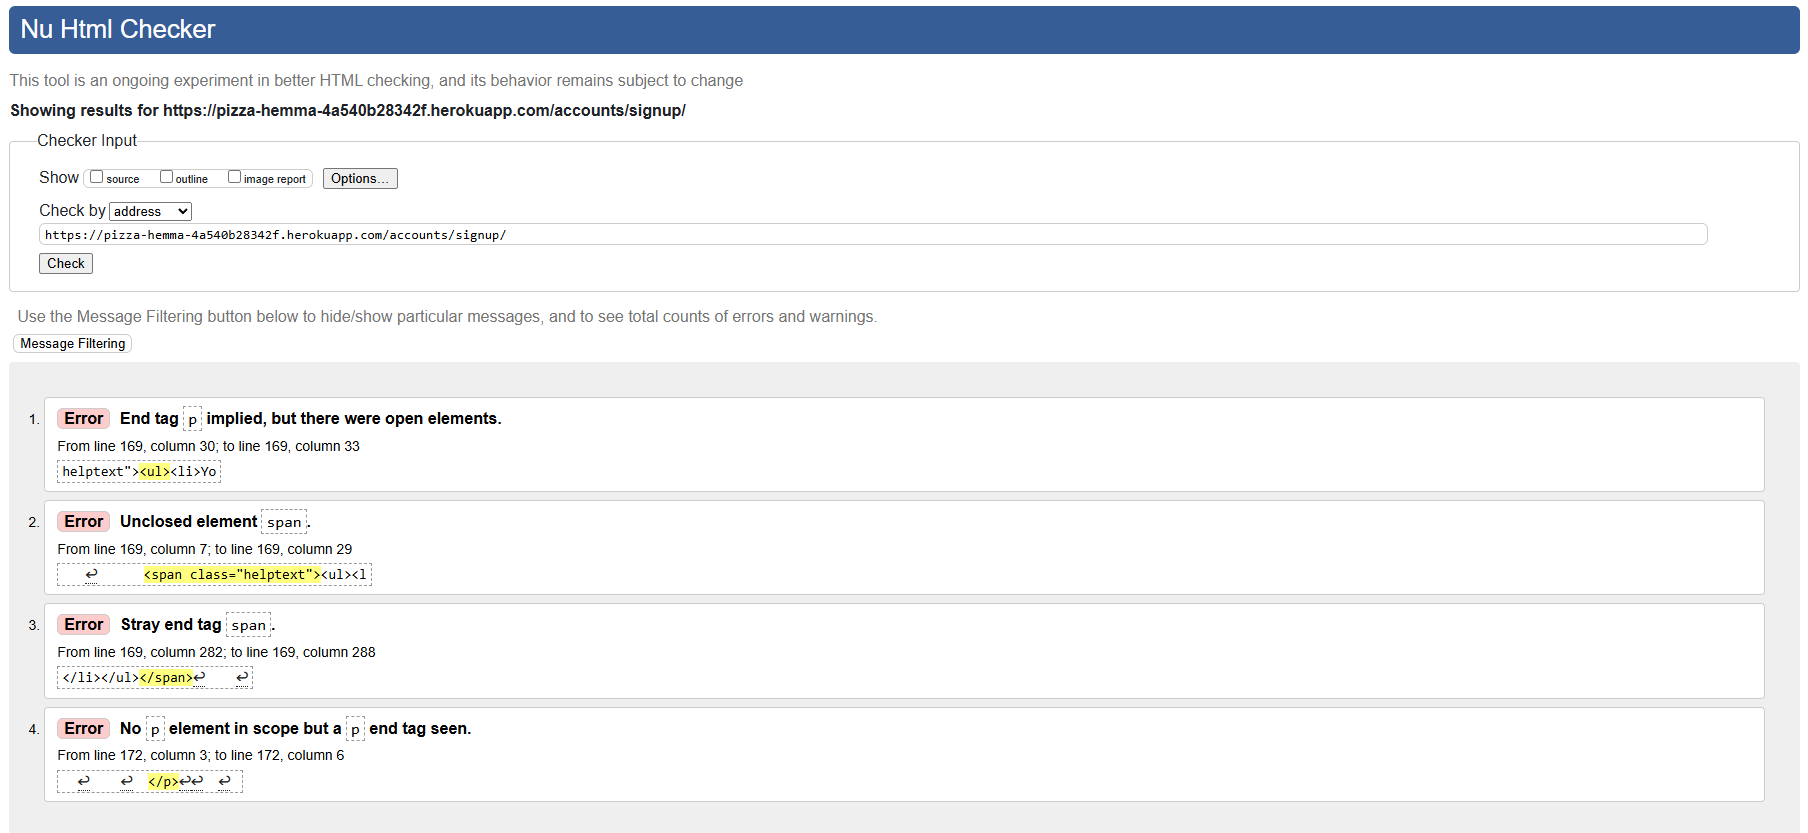 Nu Html Checker
This tool is an ongoing experiment in better HTML checking, and its behavior remains subject to change
Showing results for https://pizza-hemma-4a540b28342f.herokuapp.com/accounts/signup/
Checker Input
Show source outline image report Options...
Check by address
https://pizza-hemma-4a540b28342f.herokuapp.com/accounts/signup/
Check
Use the Message Filtering button below to hide/show particular messages, and to see total counts of errors and warnings.
Message Filtering
1. Error End tag p implied, but there were open elements.
From line 169, column 30; to line 169, column 33
helptext"><ul><li>Yo
2. Error Unclosed element span.
From line 169, column 7; to line 169, column 29
↩ <span class="helptext"><ul><l
3. Error Stray end tag span.
From line 169, column 282; to line 169, column 288
</li></ul></span>↩ ↩
4. Error No p element in scope but a p end tag seen.
From line 172, column 3; to line 172, column 6
↩ ↩ </p>↩↩ ↩